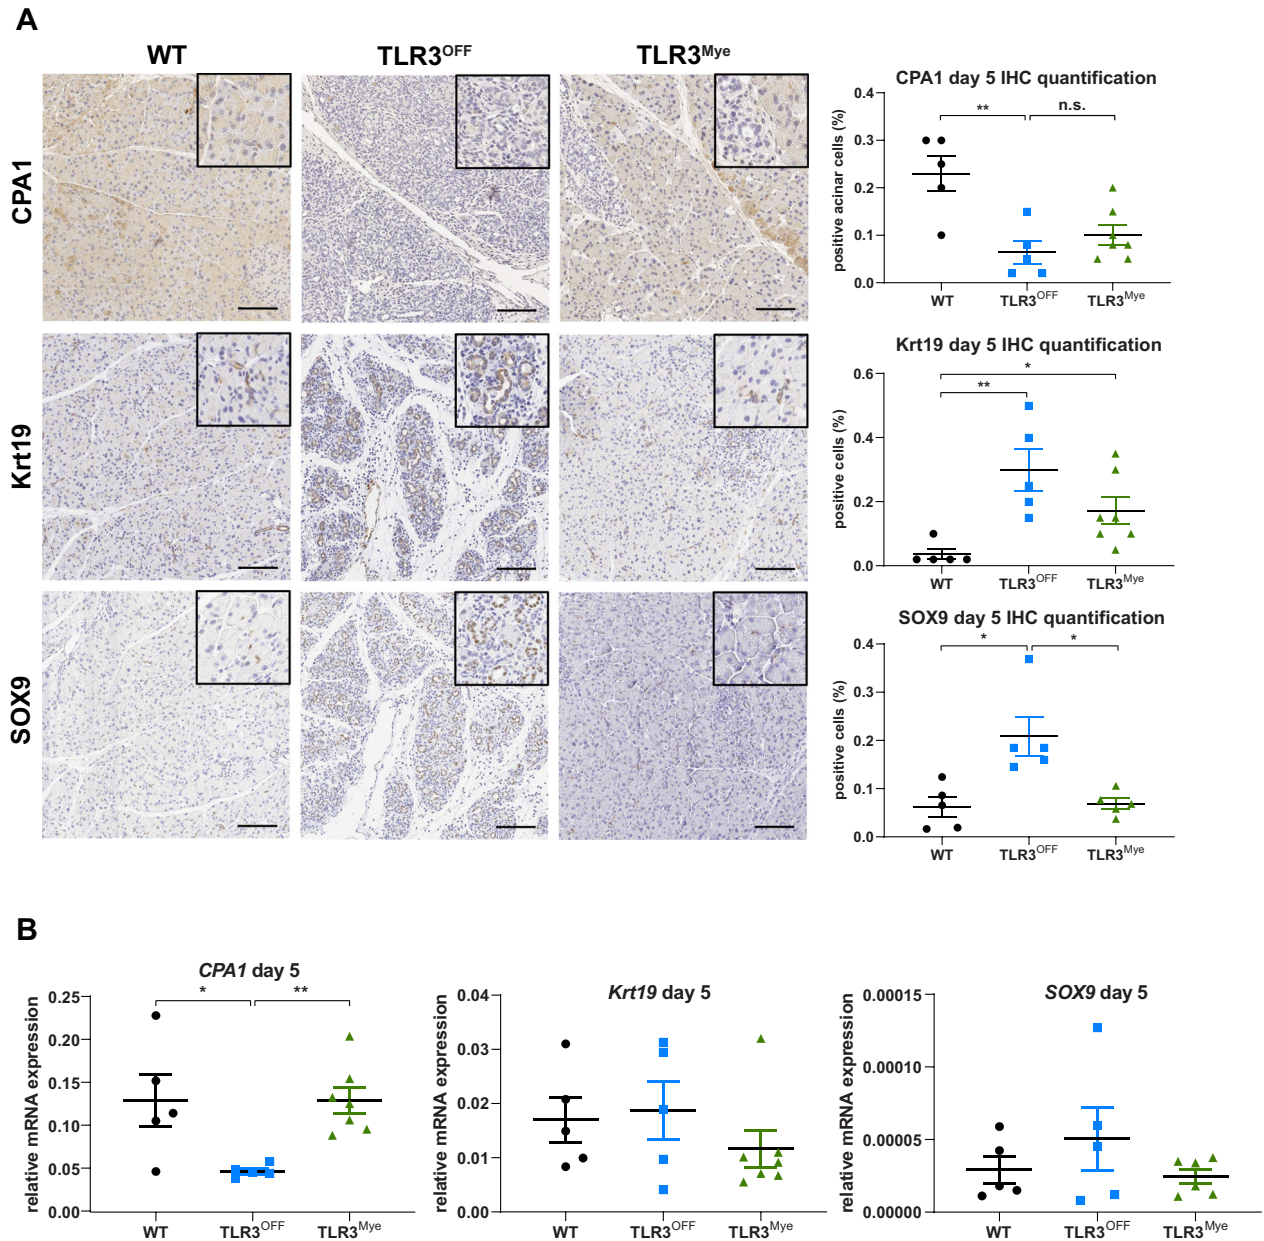 A
WT
TLR3OFF
TLR3Mye
CPA1
Krt19
SOX9
CPA1 day 5 IHC quantification
positive acinar cells (%)
0.4
0.3
0.2
0.1
0.0
**
n.s.
WT
TLR3OFF
TLR3Mye
Krt19 day 5 IHC quantification
positive cells (%)
0.6
0.4
0.2
0.0
*
**
WT
TLR3OFF
TLR3Mye
SOX9 day 5 IHC quantification
positive cells (%)
0.4
0.3
0.2
0.1
0.0
*
*
WT
TLR3OFF
TLR3Mye
B
CPA1 day 5
relative mRNA expression
0.25
0.20
0.15
0.10
0.05
0.00
*
**
WT
TLR3OFF
TLR3Mye
Krt19 day 5
relative mRNA expression
0.04
0.03
0.02
0.01
0.00
WT
TLR3OFF
TLR3Mye
SOX9 day 5
relative mRNA expression
0.00015
0.00010
0.00005
0.00000
WT
TLR3OFF
TLR3Mye